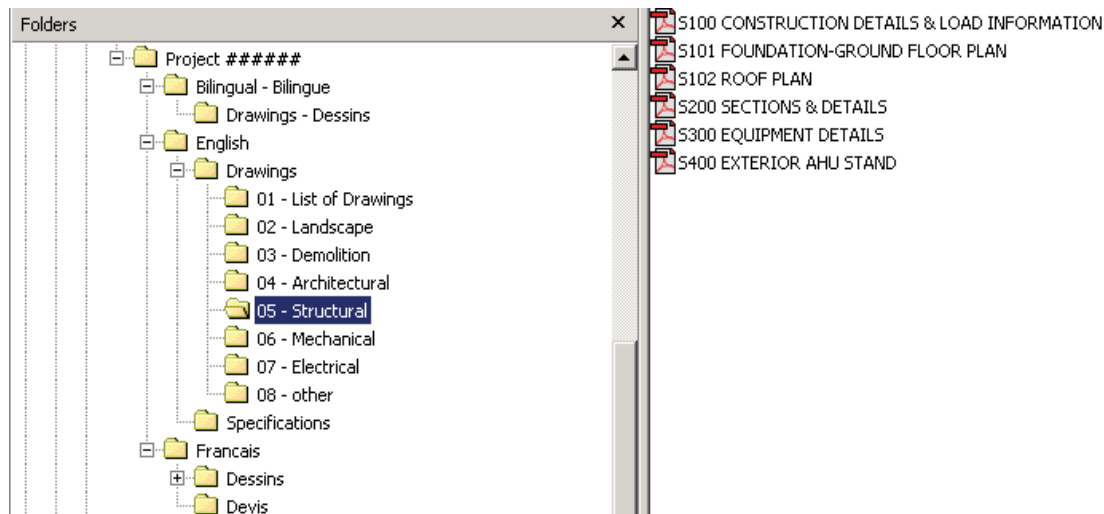 Folders
Project ######
Bilingual - Bilingue
Drawings - Dessins
English
Drawings
01 - List of Drawings
02 - Landscape
03 - Demolition
04 - Architectural
05 - Structural
06 - Mechanical
07 - Electrical
08 - other
Specifications
Francais
Dessins
Devis
S100 CONSTRUCTION DETAILS & LOAD INFORMATION
S101 FOUNDATION-GROUND FLOOR PLAN
S102 ROOF PLAN
S200 SECTIONS & DETAILS
S300 EQUIPMENT DETAILS
S400 EXTERIOR AHU STAND